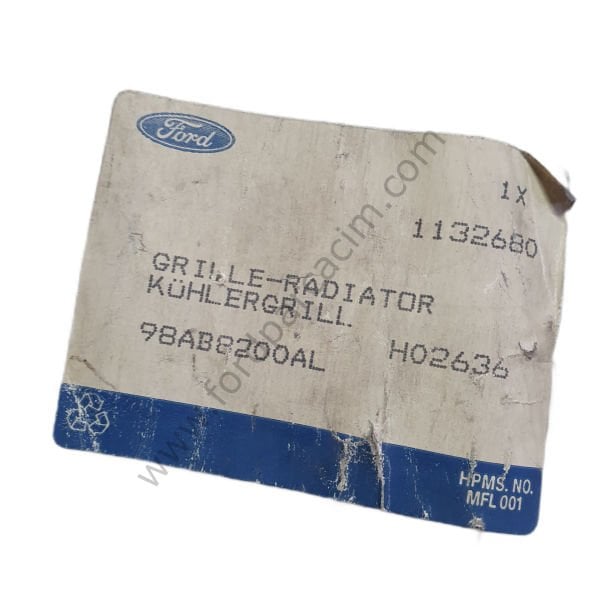 Ford
1X
1132680
GRILLE-RADIATOR
KÜHLERGRILL
98AB8200AL H02636
HPMS. NO.
MFL 001
www.fordparcacim.com